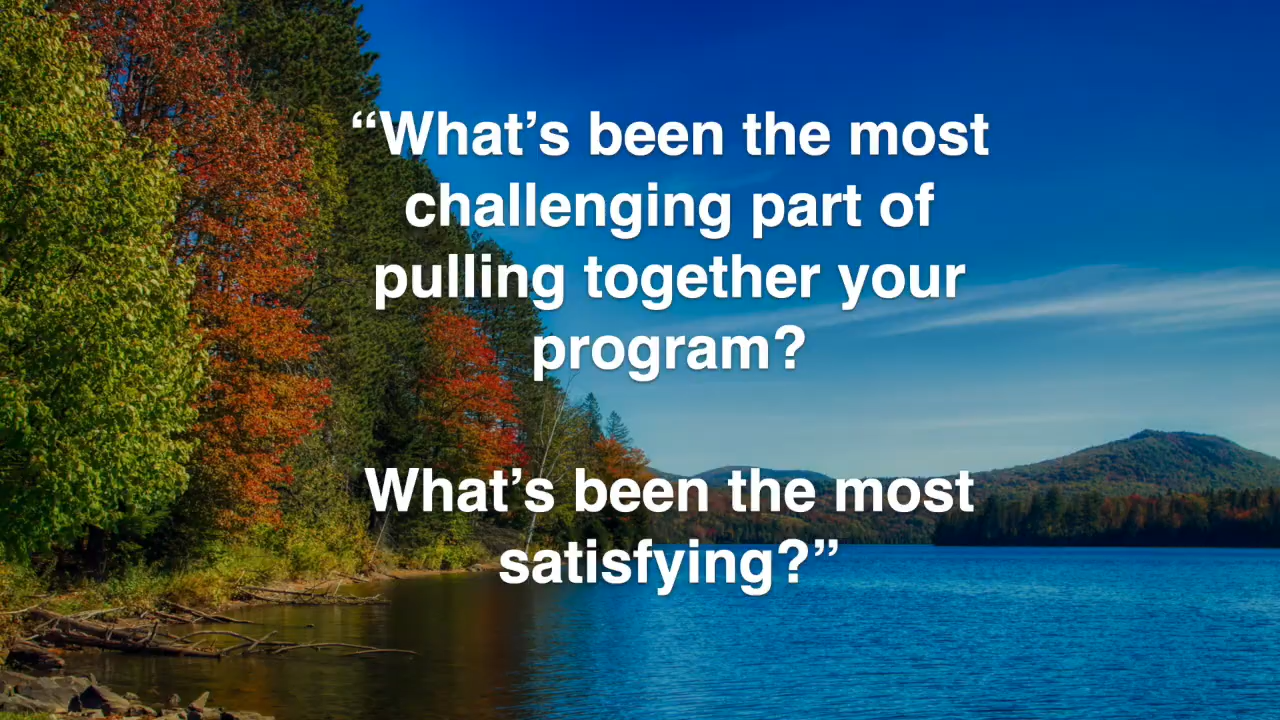 “What’s been the most
challenging part of
pulling together your
program?
What’s been the most
satisfying?”